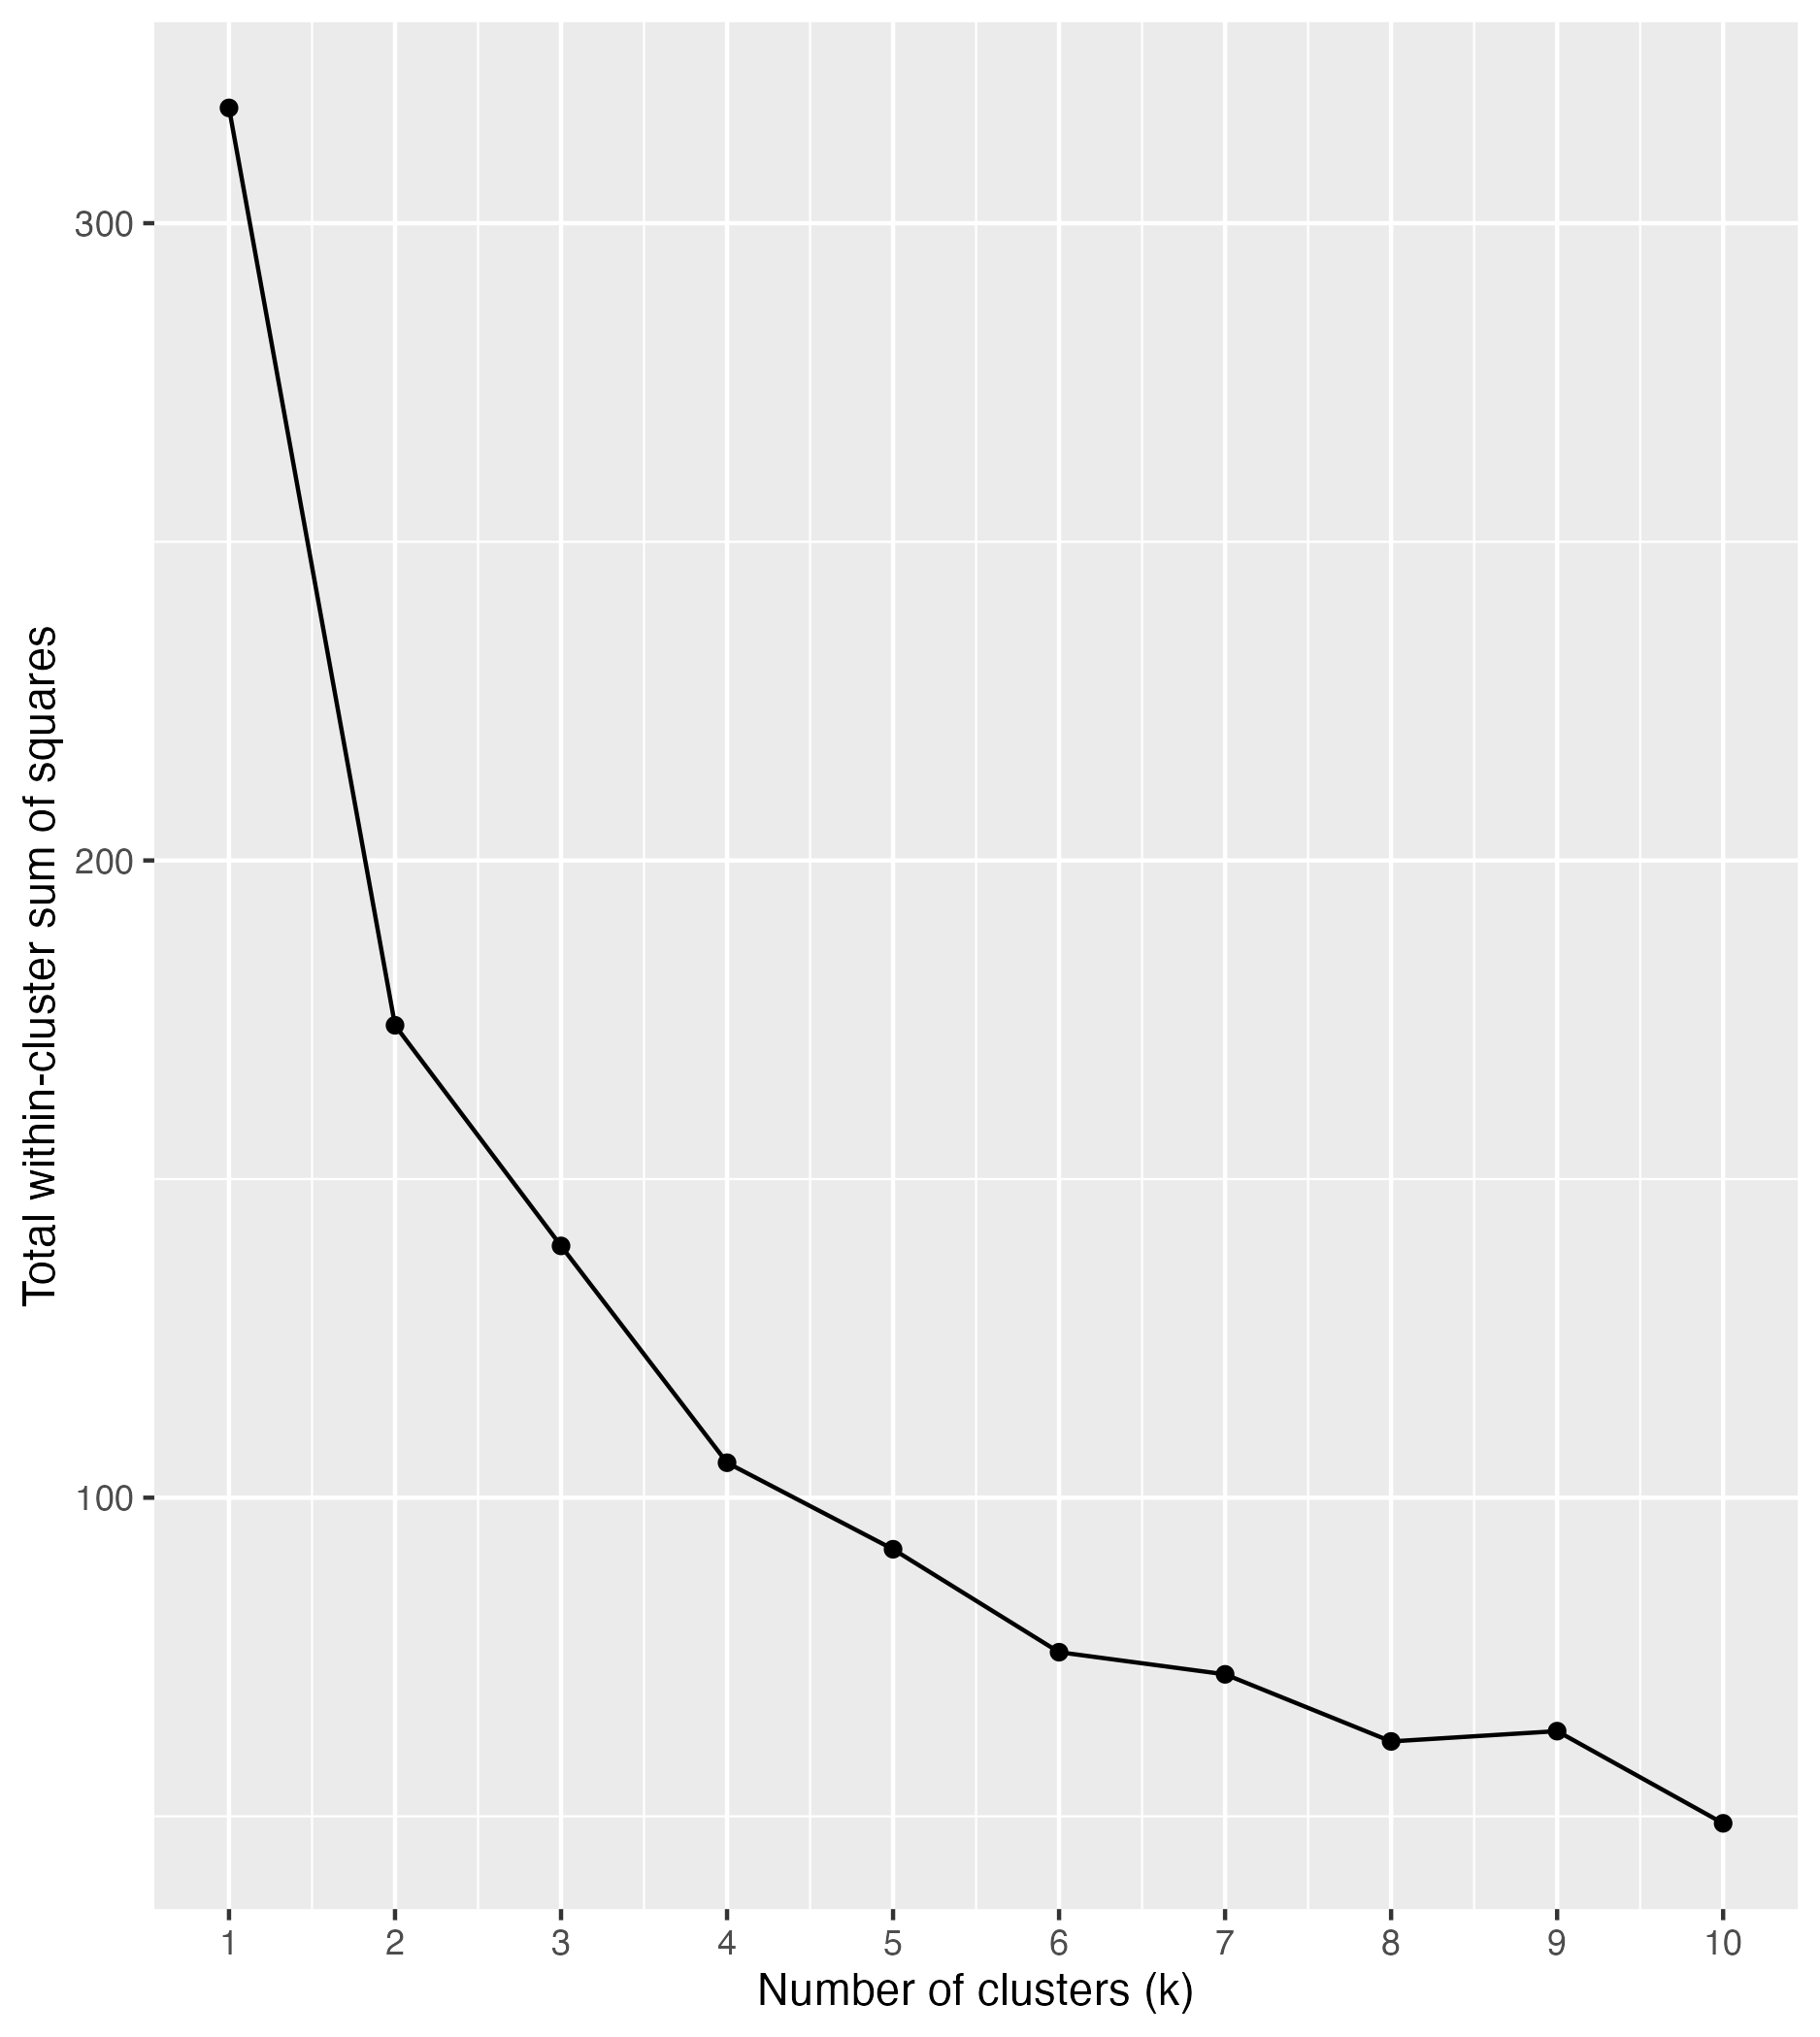 Total within-cluster sum of squares
300
200
100
1 2 3 4 5 6 7 8 9 10
Number of clusters (k)